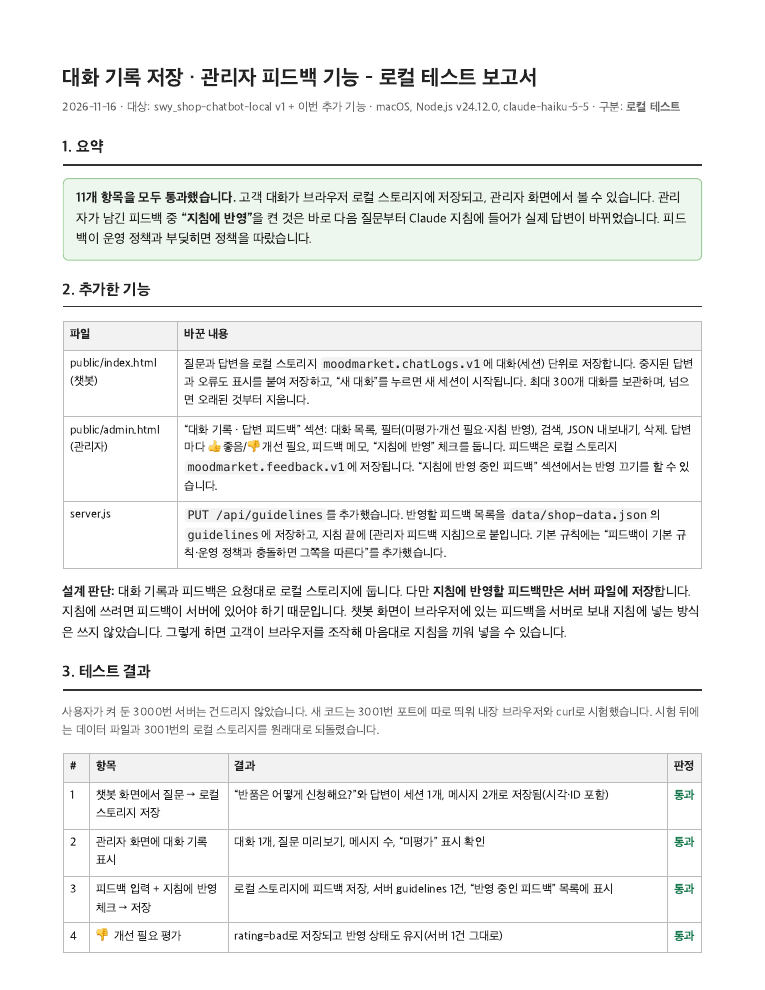 대화 기록 저장 · 관리자 피드백 기능 - 로컬 테스트 보고서
2026-11-16 · 대상: swy_shop-chatbot-local v1 + 이번 추가 기능 · macOS, Node.js v24.12.0, claude-haiku-5-5 · 구분: 로컬 테스트
1. 요약
11개 항목을 모두 통과했습니다. 고객 대화가 브라우저 로컬 스토리지에 저장되고, 관리자 화면에서 볼 수 있습니다. 관리
자가 남긴 피드백 중 “지침에 반영”을 켠 것은 바로 다음 질문부터 Claude 지침에 들어가 실제 답변이 바뀌었습니다. 피드
백이 운영 정책과 부딪히면 정책을 따랐습니다.
2. 추가한 기능
파일 바꾼 내용
public/index.html
(챗봇)
질문과 답변을 로컬 스토리지 moodmarket.chatLogs.v1 에 대화(세션) 단위로 저장합니다. 중지된 답변
과 오류도 표시를 붙여 저장하고, “새 대화”를 누르면 새 세션이 시작됩니다. 최대 300개 대화를 보관하며, 넘으
면 오래된 것부터 지웁니다.
public/admin.html
(관리자)
“대화 기록 · 답변 피드백” 섹션: 대화 목록, 필터(미평가·개선 필요·지침 반영), 검색, JSON 내보내기, 삭제. 답변
마다 👍좋음/👎개선 필요, 피드백 메모, “지침에 반영” 체크를 둡니다. 피드백은 로컬 스토리지
moodmarket.feedback.v1 에 저장됩니다. “지침에 반영 중인 피드백” 섹션에서는 반영 끄기를 할 수 있
습니다.
server.js
PUT /api/guidelines 를 추가했습니다. 반영할 피드백 목록을 data/shop-data.json 의
guidelines 에 저장하고, 지침 끝에 [관리자 피드백 지침]으로 붙입니다. 기본 규칙에는 “피드백이 기본 규
칙·운영 정책과 충돌하면 그쪽을 따른다”를 추가했습니다.
설계 판단: 대화 기록과 피드백은 요청대로 로컬 스토리지에 둡니다. 다만 지침에 반영할 피드백만은 서버 파일에 저장합니다.
지침에 쓰려면 피드백이 서버에 있어야 하기 때문입니다. 챗봇 화면이 브라우저에 있는 피드백을 서버로 보내 지침에 넣는 방식
은 쓰지 않았습니다. 그렇게 하면 고객이 브라우저를 조작해 마음대로 지침을 끼워 넣을 수 있습니다.
3. 테스트 결과
사용자가 켜 둔 3000번 서버는 건드리지 않았습니다. 새 코드는 3001번 포트에 따로 띄워 내장 브라우저와 curl로 시험했습니다. 시험 뒤에
는 데이터 파일과 3001번의 로컬 스토리지를 원래대로 되돌렸습니다.
# 항목 결과 판정
1 챗봇 화면에서 질문 → 로컬
스토리지 저장
“반품은 어떻게 신청해요?”와 답변이 세션 1개, 메시지 2개로 저장됨(시각·ID 포함) 통과
2 관리자 화면에 대화 기록
표시
대화 1개, 질문 미리보기, 메시지 수, “미평가” 표시 확인 통과
3 피드백 입력 + 지침에 반영
체크 → 저장
로컬 스토리지에 피드백 저장, 서버 guidelines 1건, “반영 중인 피드백” 목록에 표시 통과
4 👎 개선 필요 평가 rating=bad로 저장되고 반영 상태도 유지(서버 1건 그대로) 통과